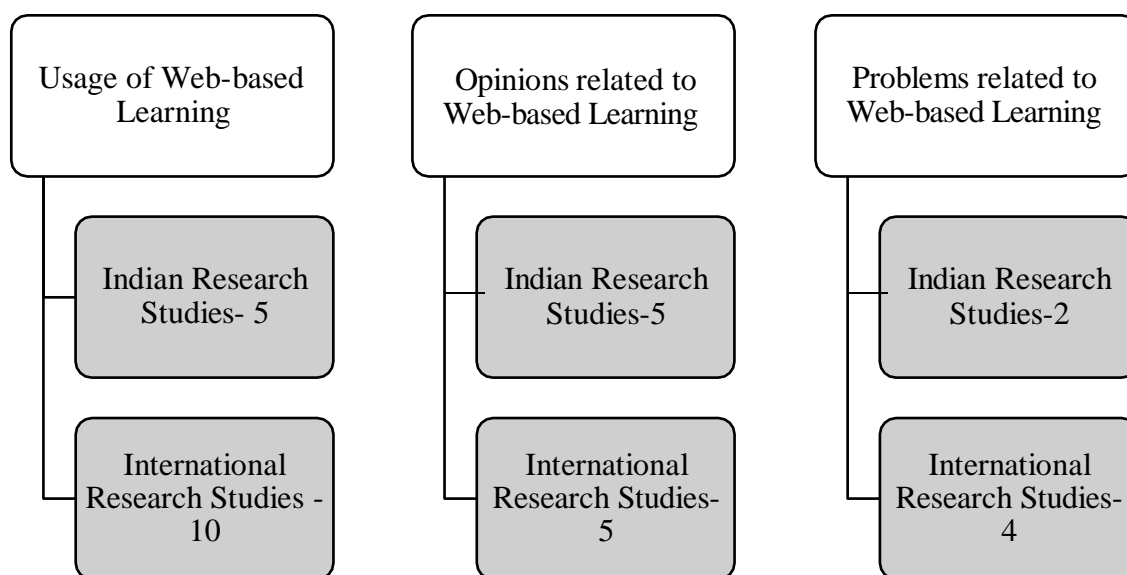 Usage of Web-based
Learning
Indian Research
Studies- 5
International
Research Studies -
10
Opinions related to
Web-based Learning
Indian Research
Studies-5
International
Research Studies-
5
Problems related to
Web-based Learning
Indian Research
Studies-2
International
Research Studies-
4